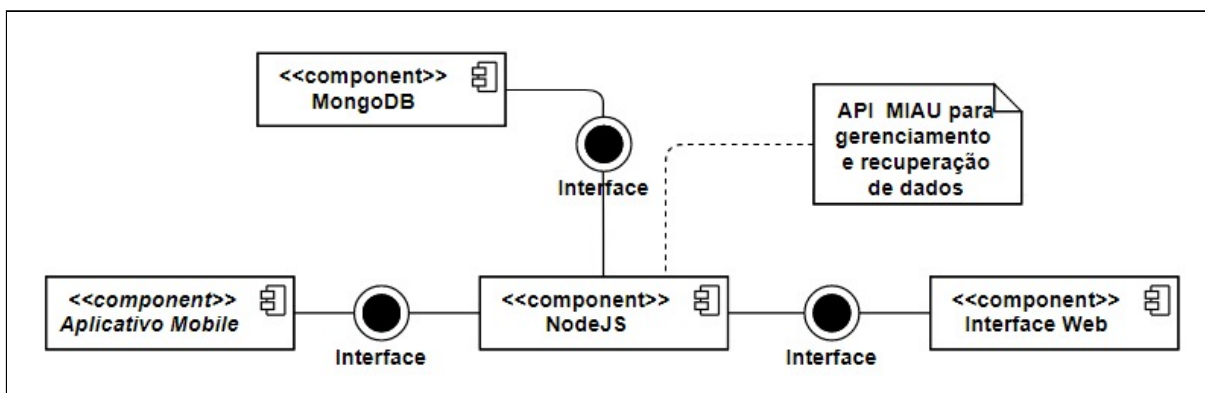 <<component>>
MongoDB
API MIAU para
gerenciamento
e recuperação
de dados
Interface
<<component>>
Aplicativo Mobile
Interface
<<component>>
NodeJS
Interface
<<component>>
Interface Web